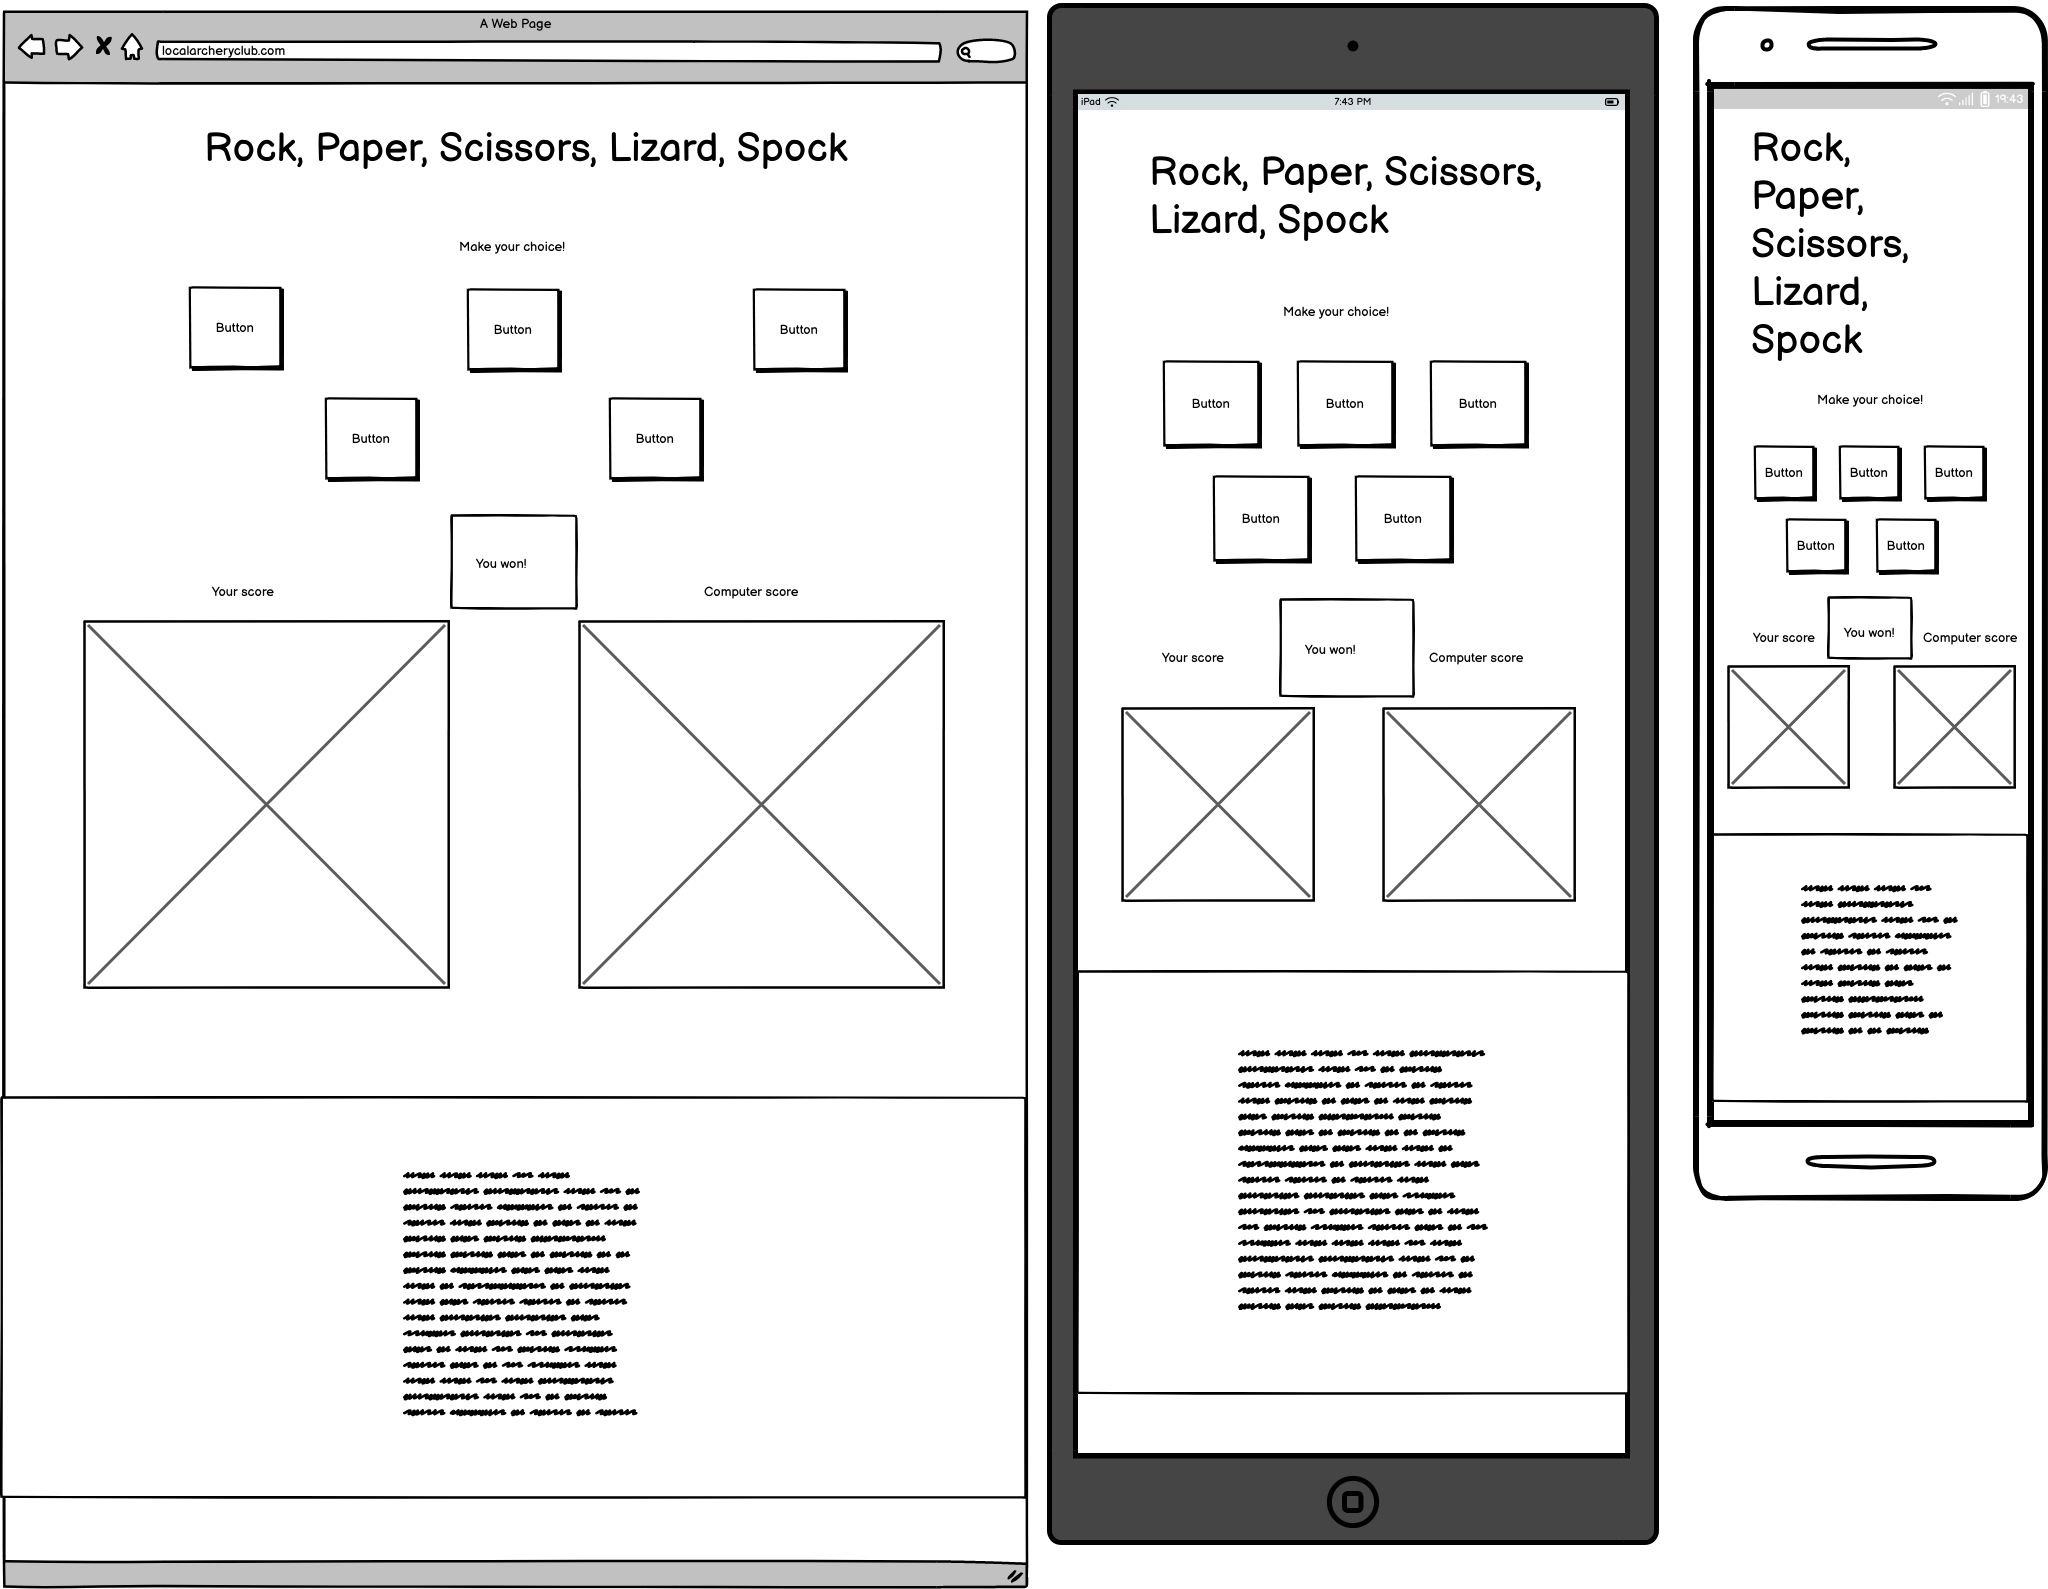 A Web Page
localarcheryclub.com
Rock, Paper, Scissors, Lizard, Spock
Make your choice!
Button
Button
Button
Button
Button
You won!
Your score
Computer score
iPad
7:43 PM
Rock, Paper, Scissors,
Lizard, Spock
Make your choice!
Button
Button
Button
Button
Button
You won!
Your score
Computer score
19:43
Rock,
Paper,
Scissors,
Lizard,
Spock
Make your choice!
Button
Button
Button
Button
Button
Your score
You won!
Computer score